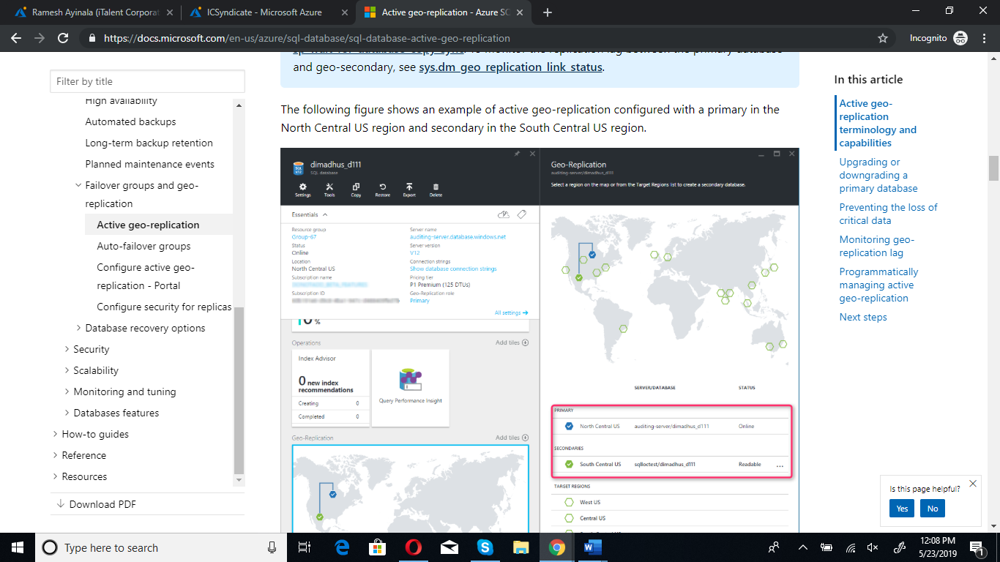 Ramesh Ayinala (iTalent Corporat
ICSyndicate - Microsoft Azure
Active geo-replication - Azure SQ
https://docs.microsoft.com/en-us/azure/sql-database/sql-database-active-geo-replication
Incognito
Filter by title
High availability
Automated backups
Long-term backup retention
Planned maintenance events
Failover groups and geo-
replication
Active geo-replication
Auto-failover groups
Configure active geo-
replication - Portal
Configure security for replicas
Database recovery options
Security
Scalability
Monitoring and tuning
Databases features
How-to guides
Reference
Resources
Download PDF
and geo-secondary, see sys.dm_geo_replication_link_status.
The following figure shows an example of active geo-replication configured with a primary in the
North Central US region and secondary in the South Central US region.
dimadhus_d111
SQL database
Settings Tools Copy Restore Export Delete
Essentials
Resource group
Group-67
Status
Online
Location
North Central US
Subscription name
Subscription ID
Server name
auditing-server.database.windows.net
Server version
V12
Connection strings
Show database connection strings
Pricing tier
P1 Premium (125 DTUs)
Geo-Replication role
Primary
All settings
%
Operations
Add tiles
Index Advisor
0 new index
recommendations
Creating 0
Completed 0
Query Performance Insight
Geo-Replication
Add tiles
Geo-Replication
auditing-server/dimadhus_d111
Select a region on the map or from the Target Regions list to create a secondary database.
SERVER/DATABASE STATUS
PRIMARY
North Central US auditing-server/dimadhus_d111 Online
SECONDARIES
South Central US sqlloctest/dimadhus_d111 Readable ...
TARGET REGIONS
West US
Central US
In this article
Active geo-
replication
terminology and
capabilities
Upgrading or
downgrading a
primary database
Preventing the loss of
critical data
Monitoring geo-
replication lag
Programmatically
managing active
geo-replication
Next steps
Is this page helpful?
Yes No
Type here to search
12:08 PM
5/23/2019
1